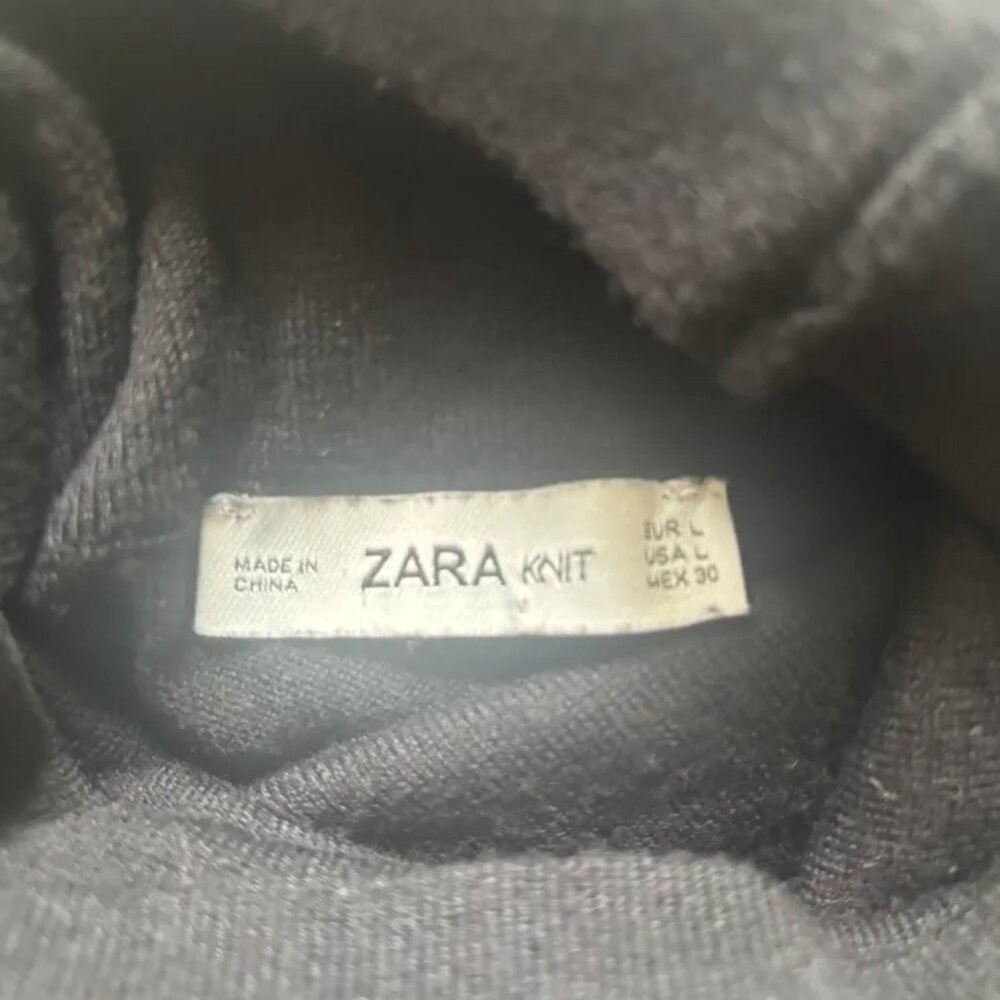 MADE IN
CHINA
ZARA KNIT
EUR L
USA L
MEX 30